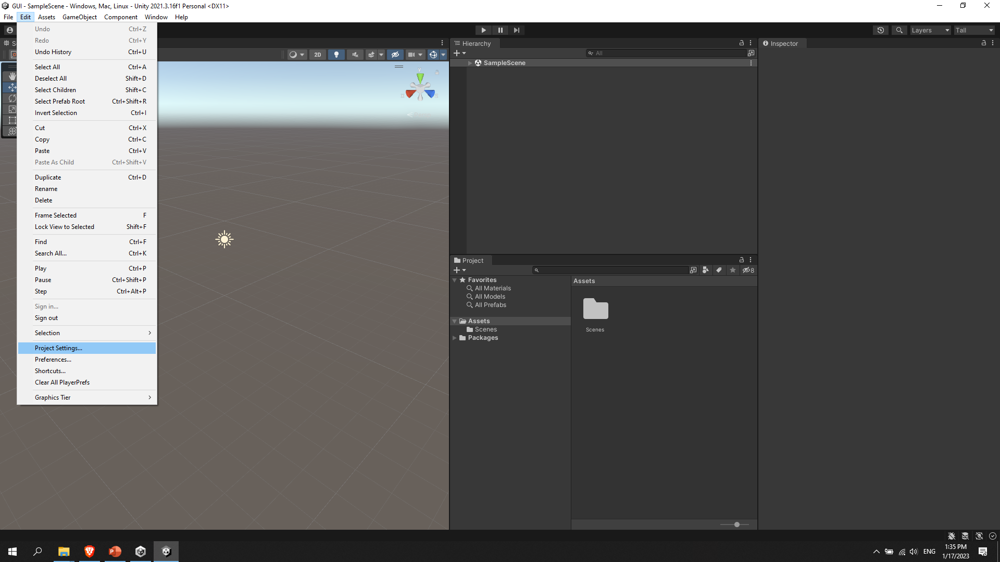 GUI - SampleScene - Windows, Mac, Linux - Unity 2021.3.16f1 Personal <DX11>
File Edit Assets GameObject Component Window Help
Layers Tall
Undo Ctrl+Z
Redo Ctrl+Y
Undo History Ctrl+U
Select All Ctrl+A
Deselect All Shift+D
Select Children Shift+C
Select Prefab Root Ctrl+Shift+R
Invert Selection Ctrl+I
Cut Ctrl+X
Copy Ctrl+C
Paste Ctrl+V
Paste As Child Ctrl+Shift+V
Duplicate Ctrl+D
Rename
Delete
Frame Selected F
Lock View to Selected Shift+F
Find Ctrl+F
Search All... Ctrl+K
Play Ctrl+P
Pause Ctrl+Shift+P
Step Ctrl+Alt+P
Sign in...
Sign out
Selection
Project Settings...
Preferences...
Shortcuts...
Clear All PlayerPrefs
Graphics Tier
S
2D
y
Hierarchy
All
SampleScene
Inspector
Project
8
Favorites
All Materials
All Models
All Prefabs
Assets
Scenes
Packages
Assets
Scenes
P
ENG
1:35 PM
1/17/2023